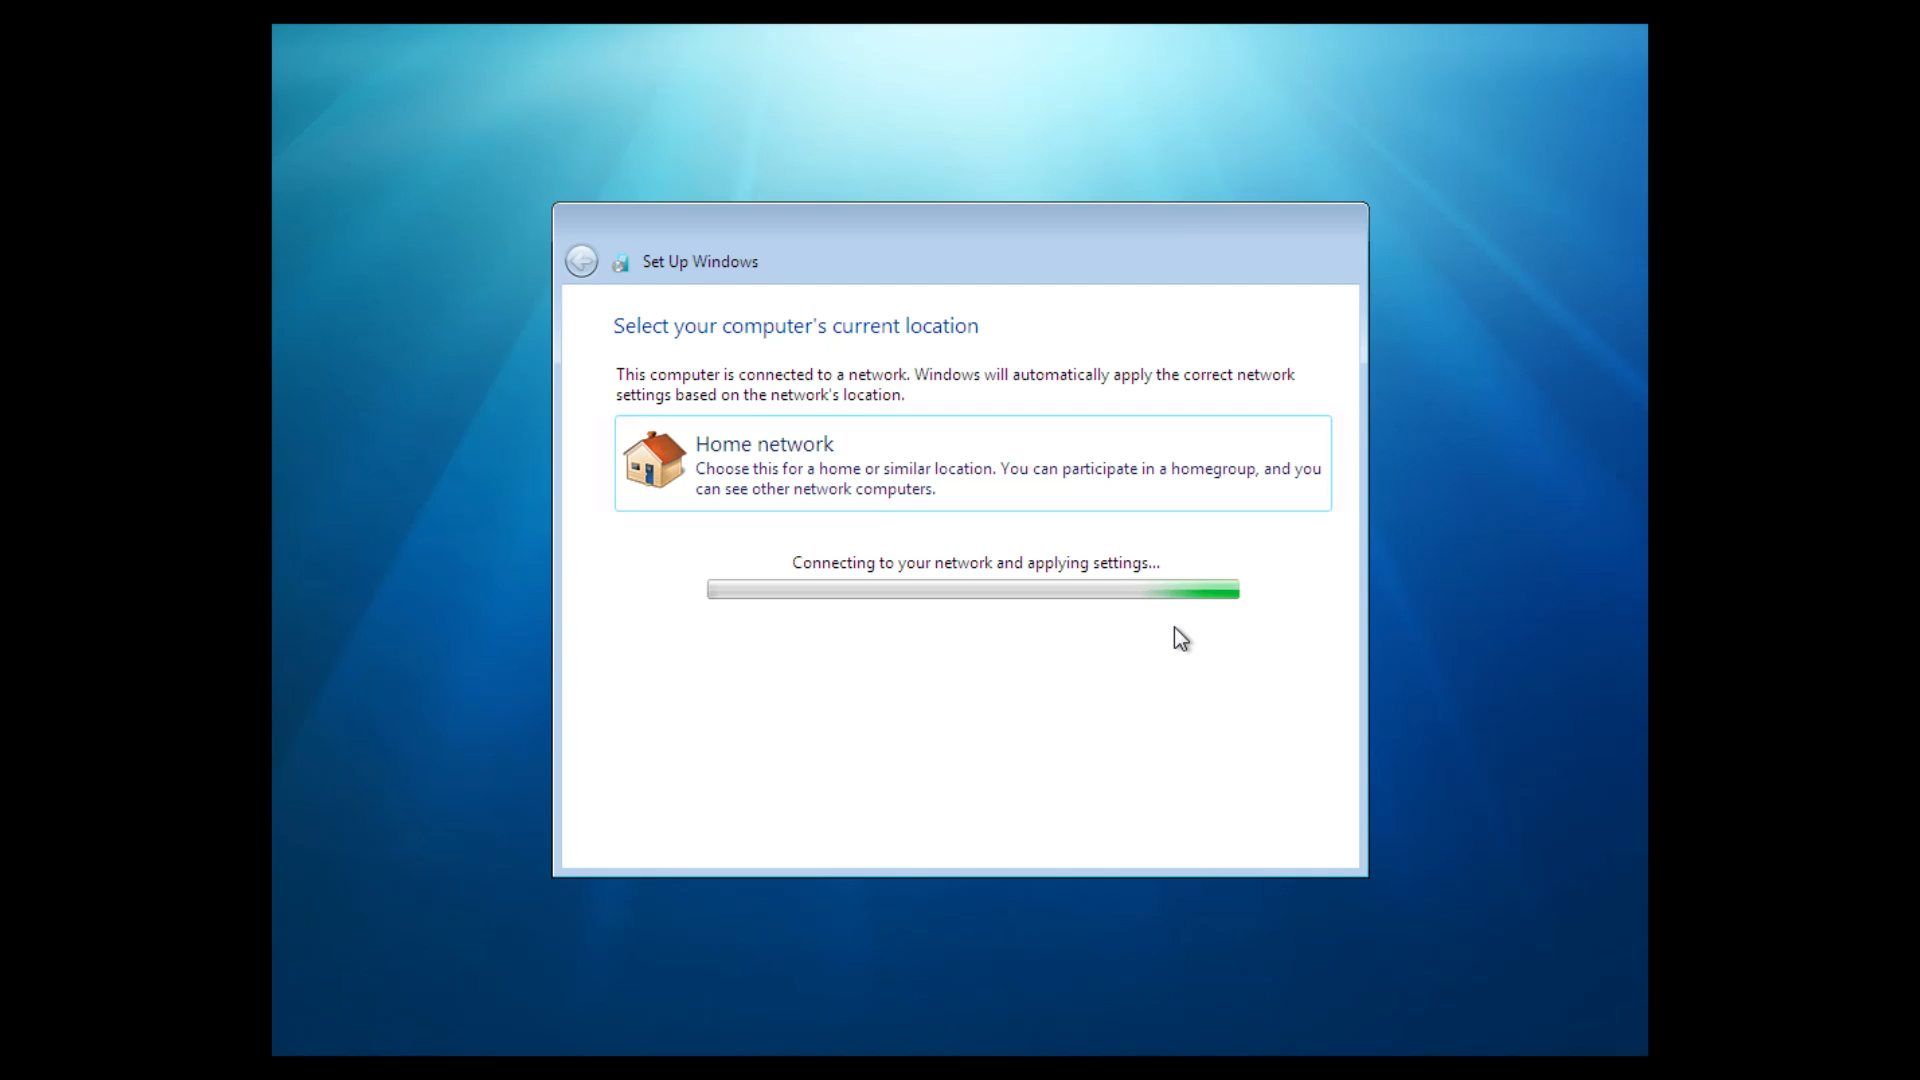 Set Up Windows
Select your computer's current location
This computer is connected to a network. Windows will automatically apply the correct network
settings based on the network's location.
Home network
Choose this for a home or similar location. You can participate in a homegroup, and you
can see other network computers.
Connecting to your network and applying settings...